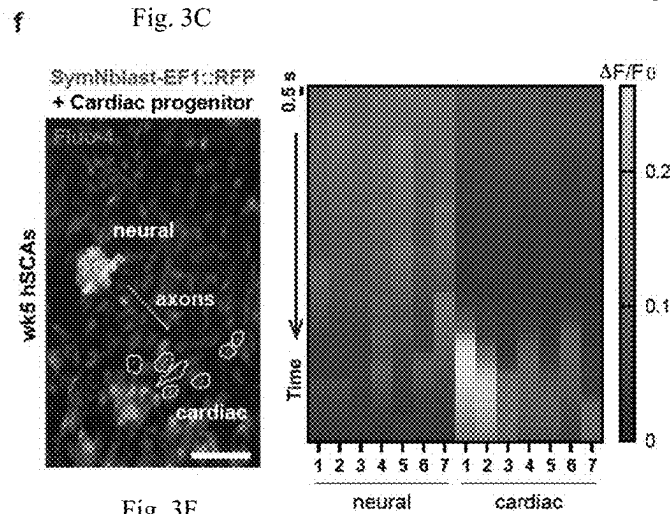 Fig. 3C
f
SymNblast-EF1::RFP
+ Cardiac progenitor
wk5 hSCAs
neural
axons
cardiac
0.5 s
Time
ΔF/F0
0.2
0.1
0
1 2 3 4 5 6 7 1 2 3 4 5 6 7
neural cardiac
Fig. 3F